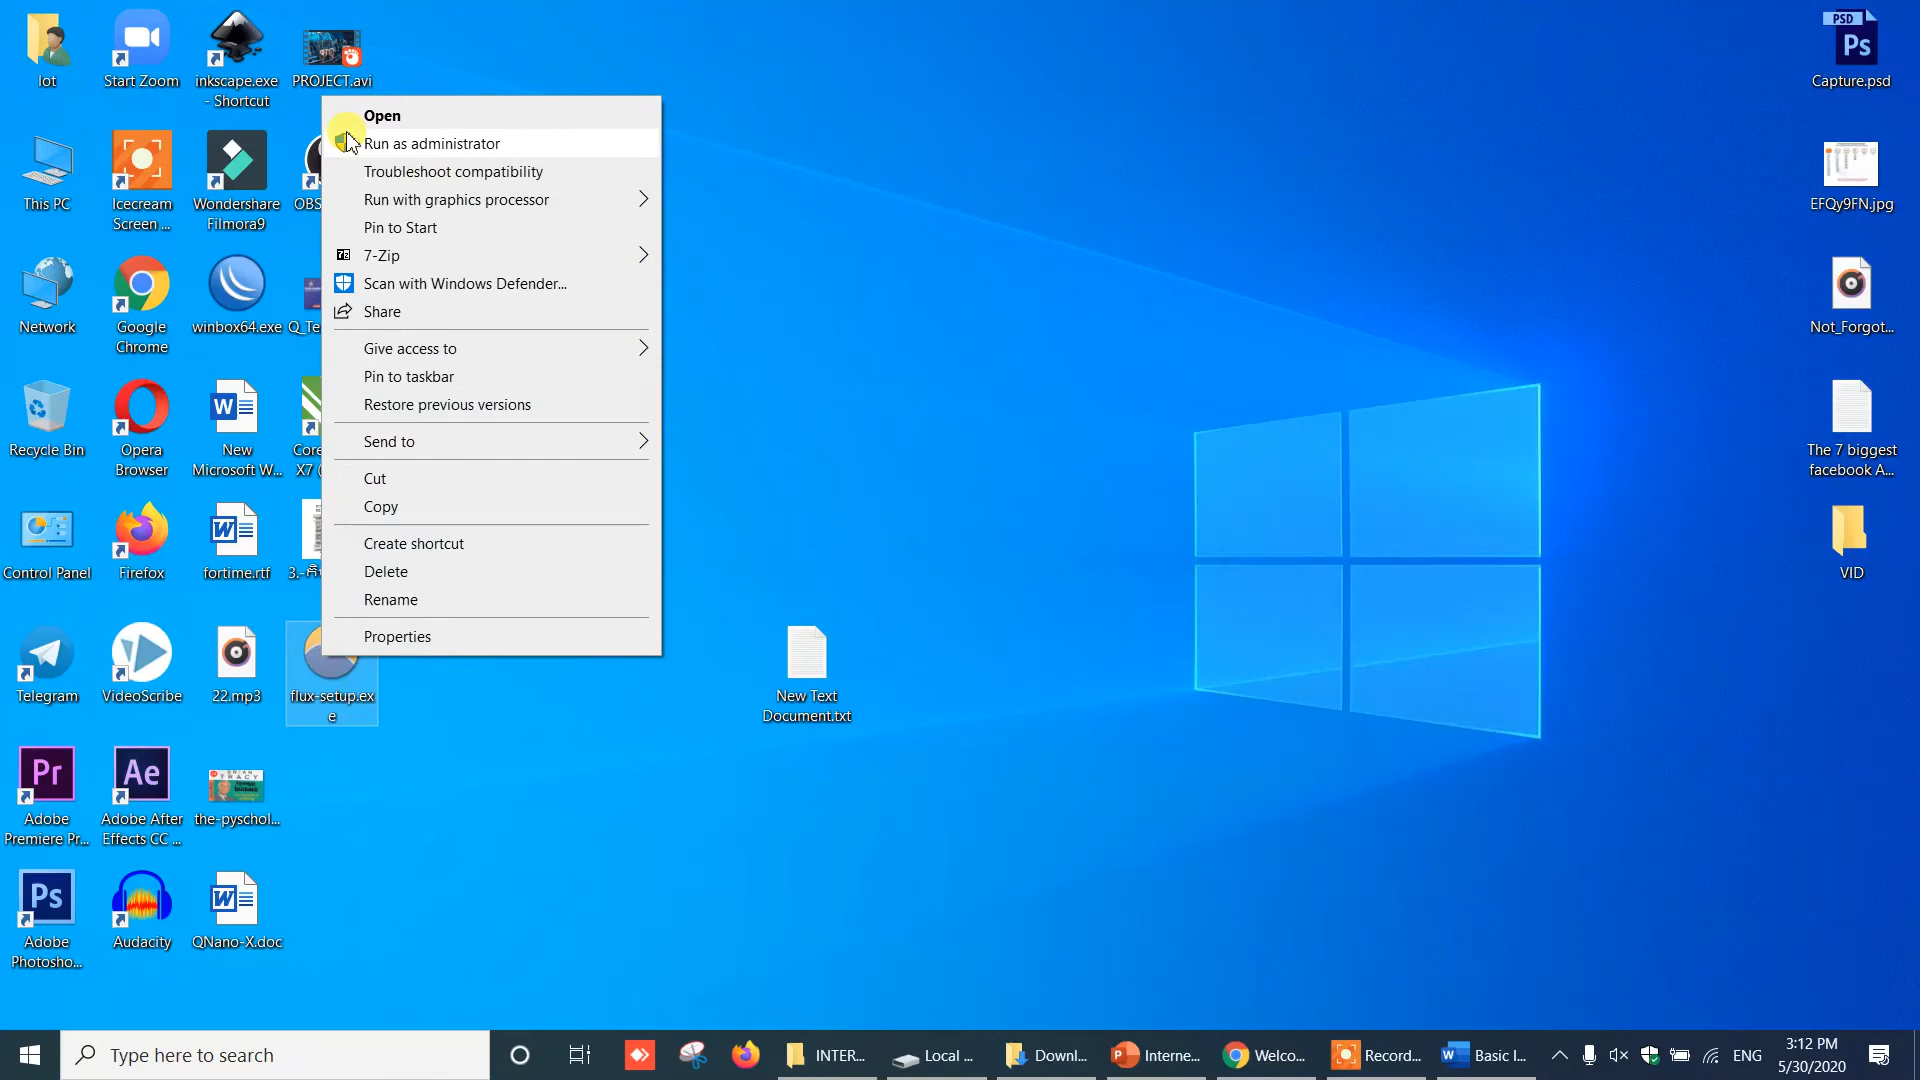 Iot
Start Zoom
inkscape.exe
- Shortcut
PROJECT.avi
PSD
Ps
Capture.psd
Open
Run as administrator
Troubleshoot compatibility
Run with graphics processor
Pin to Start
7-Zip
Scan with Windows Defender...
Share
Give access to
Pin to taskbar
Restore previous versions
Send to
Cut
Copy
Create shortcut
Delete
Rename
Properties
This PC
Icecream
Screen ...
Wondershare
Filmora9
OBS
EFQy9FN.jpg
Network
Google
Chrome
winbox64.exe
Q_Te
Not_Forgot...
Recycle Bin
Opera
Browser
W
New
Microsoft W...
Core
X7 (
The 7 biggest
facebook A...
Control Panel
Firefox
W
fortime.rtf
VID
Telegram
VideoScribe
22.mp3
flux-setup.ex
e
New Text
Document.txt
Pr
Adobe
Premiere Pr...
Ae
Adobe After
Effects CC ...
BRIAN
TRACY
the-pyschol...
Ps
Adobe
Photosho...
Audacity
W
QNano-X.doc
Type here to search
INTER...
Local ...
Downl...
Interne...
Welco...
Record...
Basic I...
ENG
3:12 PM
5/30/2020